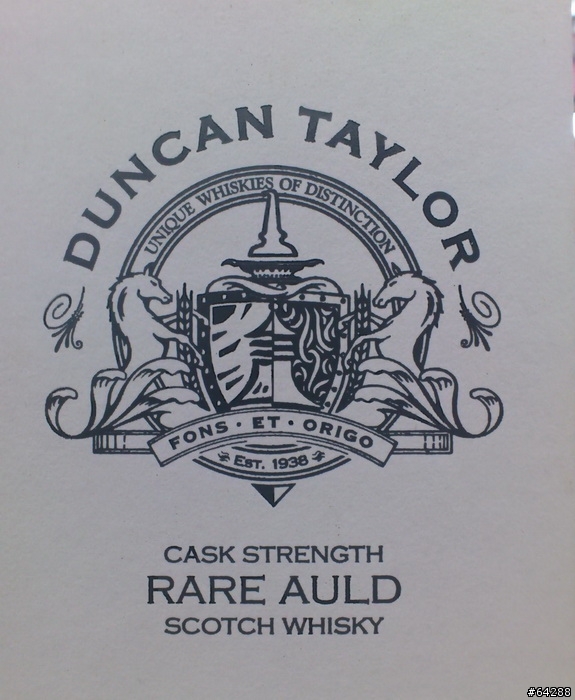 DUNCAN TAYLOR
UNIQUE WHISKIES OF DISTINCTION
FONS · ET · ORIGO
EST. 1938
CASK STRENGTH
RARE AULD
SCOTCH WHISKY
#64288